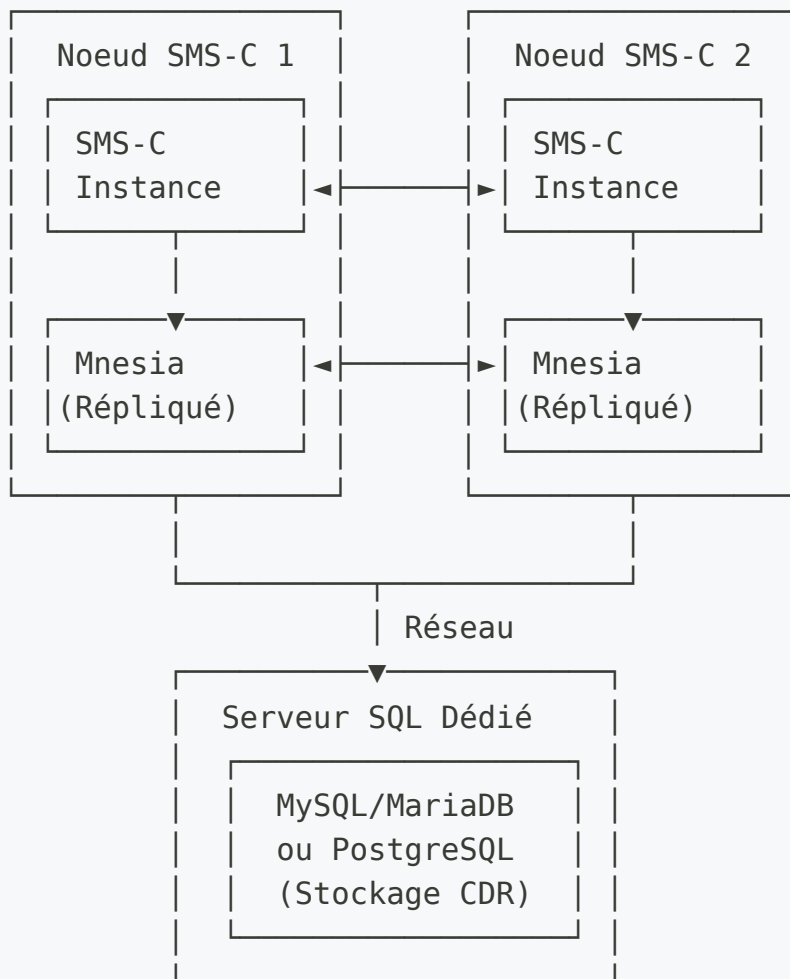 Noeud SMS-C 1
Noeud SMS-C 2
SMS-C
Instance
SMS-C
Instance
Mnesia
(Répliqué)
Mnesia
(Répliqué)
Réseau
Serveur SQL Dédié
MySQL/MariaDB
ou PostgreSQL
(Stockage CDR)